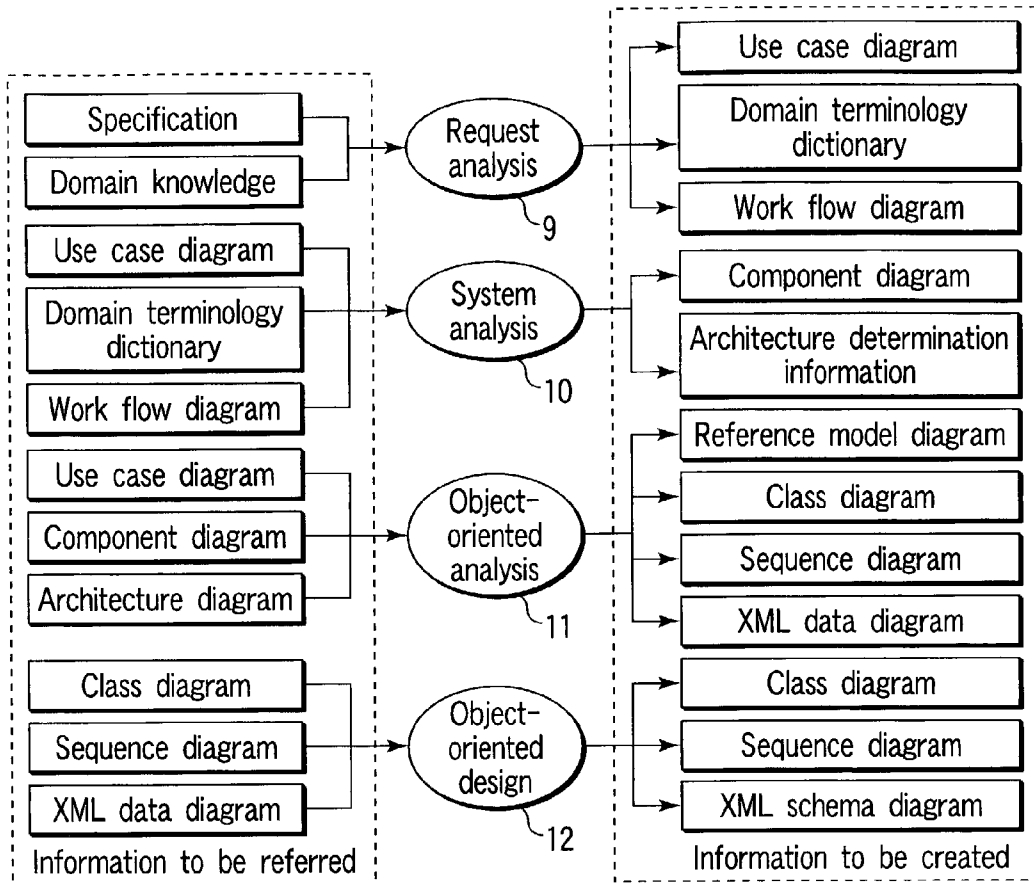 Specification
Domain knowledge
Use case diagram
Domain terminology
dictionary
Work flow diagram
Use case diagram
Component diagram
Architecture diagram
Class diagram
Sequence diagram
XML data diagram
Information to be referred
Request
analysis
9
System
analysis
10
Object-
oriented
analysis
11
Object-
oriented
design
12
Use case diagram
Domain terminology
dictionary
Work flow diagram
Component diagram
Architecture determination
information
Reference model diagram
Class diagram
Sequence diagram
XML data diagram
Class diagram
Sequence diagram
XML schema diagram
Information to be created